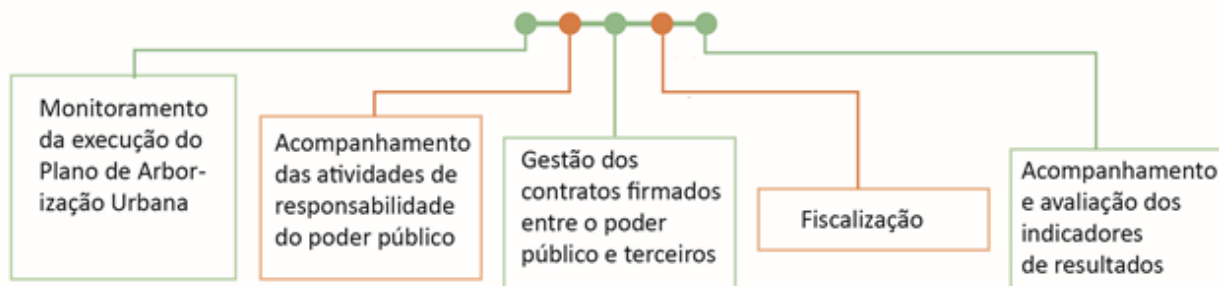 Monitoramento
da execução do
Plano de Arbor-
ização Urbana
Acompanhamento
das atividades de
responsabilidade
do poder público
Gestão dos
contratos firmados
entre o poder
público e terceiros
Fiscalização
Acompanhamento
e avaliação dos
indicadores
de resultados